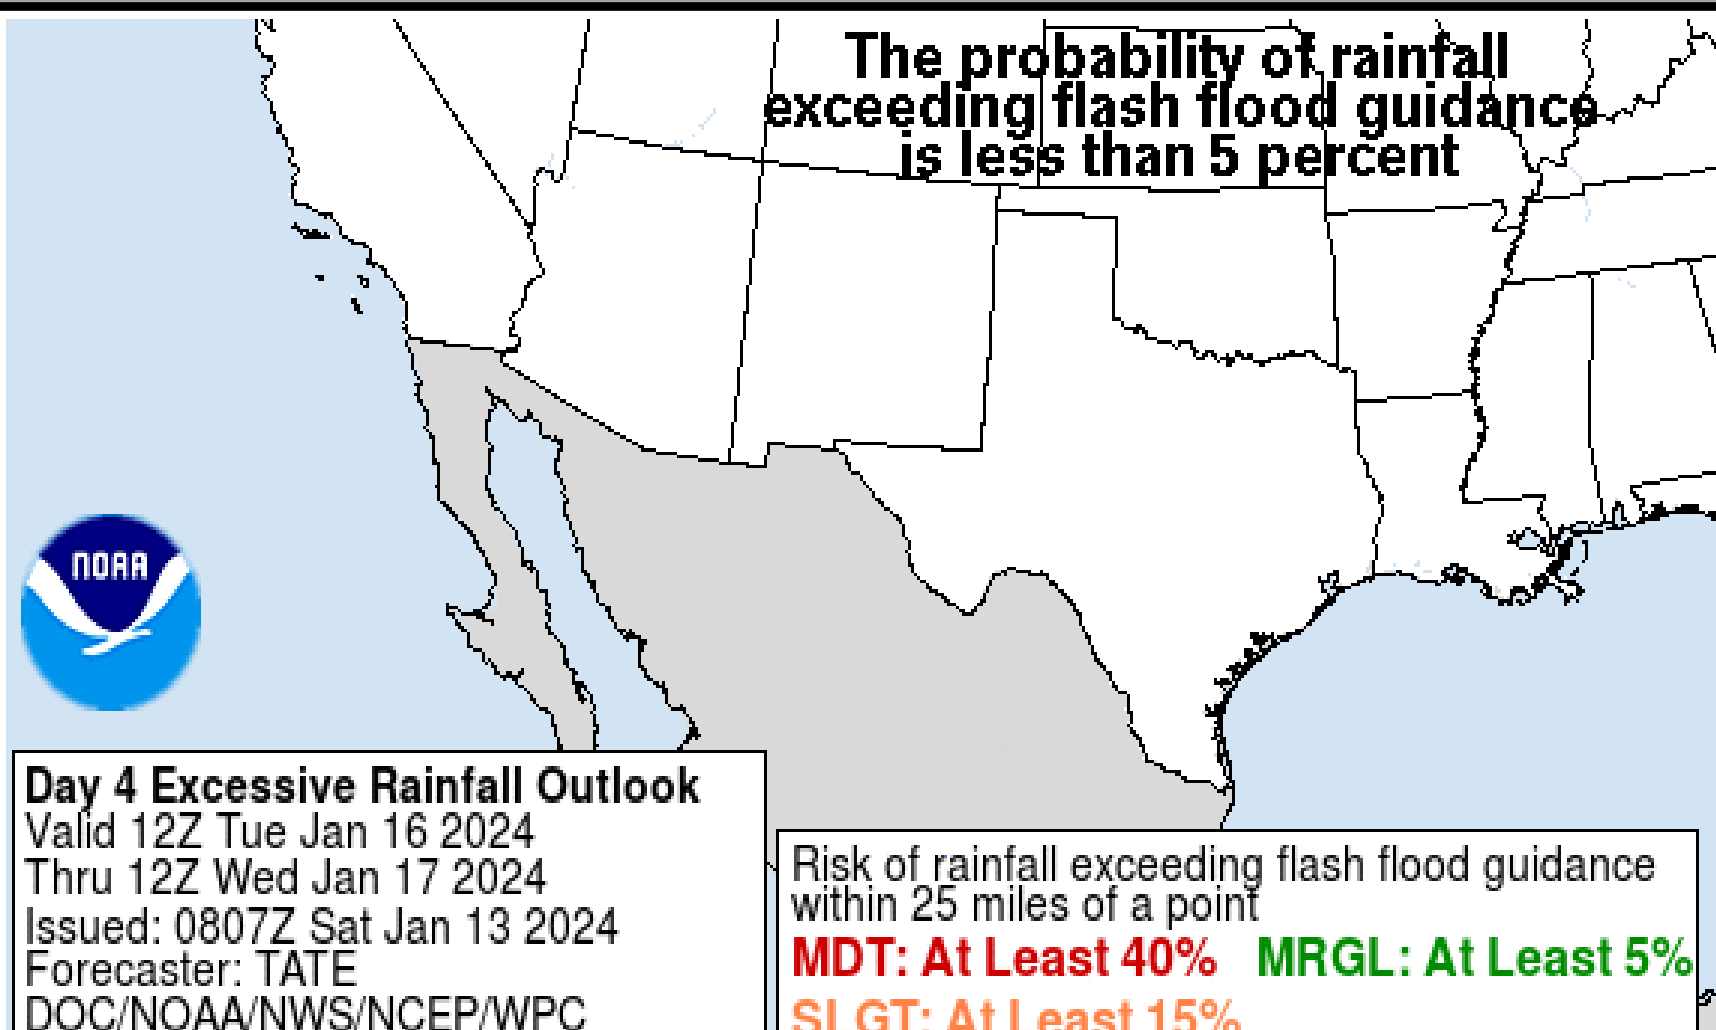 The probability of rainfall
exceeding flash flood guidance
is less than 5 percent
NOAA
Day 4 Excessive Rainfall Outlook
Valid 12Z Tue Jan 16 2024
Thru 12Z Wed Jan 17 2024
Issued: 0807Z Sat Jan 13 2024
Forecaster: TATE
DOC/NOAA/NWS/NCEP/WPC
Risk of rainfall exceeding flash flood guidance
within 25 miles of a point
MDT: At Least 40% MRGL: At Least 5%
SLGT: At Least 15%